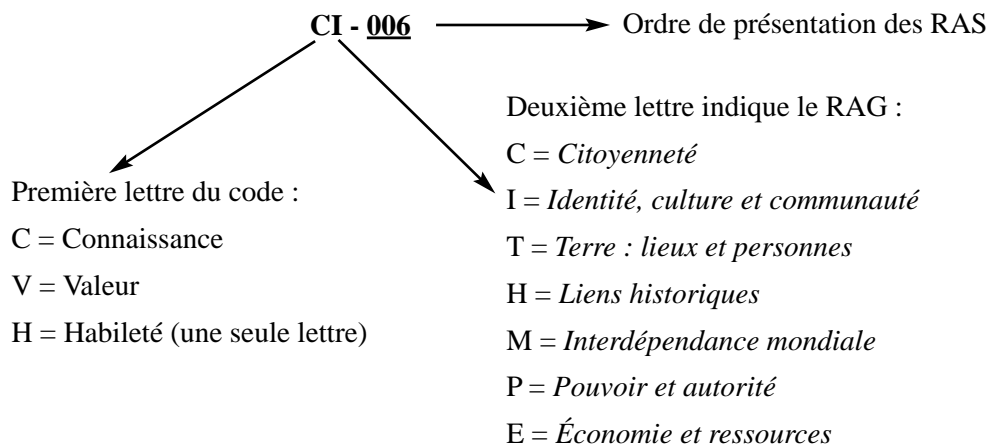 CI - 006
Ordre de présentation des RAS
Première lettre du code :
C = Connaissance
V = Valeur
H = Habileté (une seule lettre)
Deuxième lettre indique le RAG :
C = Citoyenneté
I = Identité, culture et communauté
T = Terre : lieux et personnes
H = Liens historiques
M = Interdépendance mondiale
P = Pouvoir et autorité
E = Économie et ressources